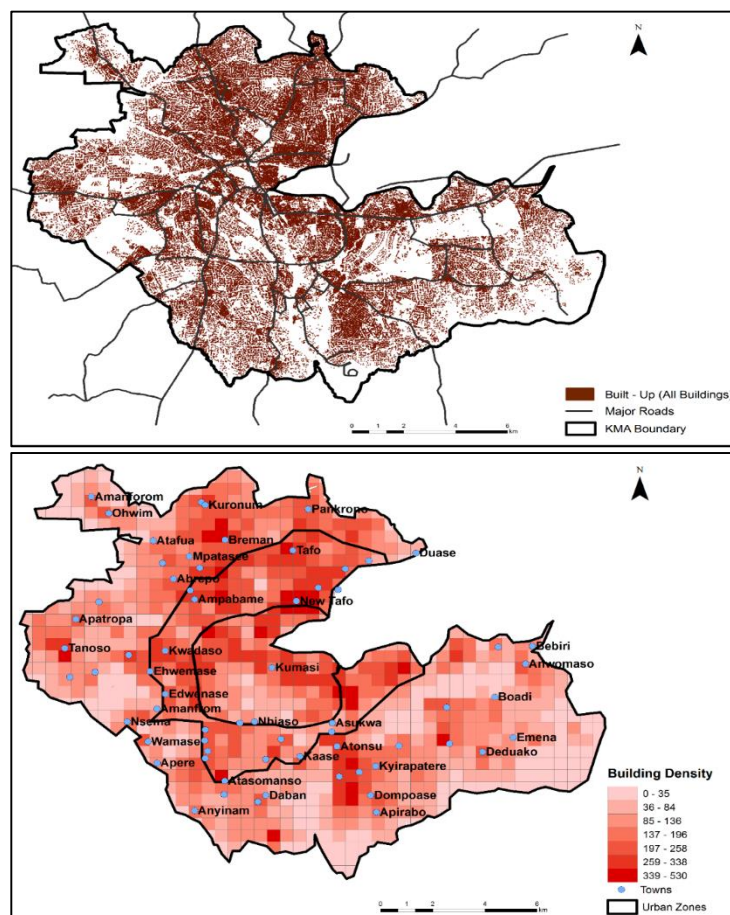 N
Built - Up (All Buildings)
Major Roads
KMA Boundary
0 1 2 4 6
km
N
Amanforom
Ohwim
Kuronum
Pankrono
Atafua
Breman
Mpatasee
Tafo
Duase
Abrepo
Ampabame
New Tafo
Apatropa
Tanoso
Kwadaso
Ehwemase
Kumasi
Bebiri
Anwomaso
Edwenase
Amanfrom
Boadi
Nsema
Nhiaso
Asukwa
Wamase
Atonsu
Emena
Apere
Kaase
Deduako
Kyirapatere
Atasomanso
Daban
Dompoase
Anyinam
Apirabo
Building Density
0 - 35
36 - 84
85 - 136
137 - 196
197 - 258
259 - 338
339 - 530
Towns
Urban Zones
0 1 2 4 6
km